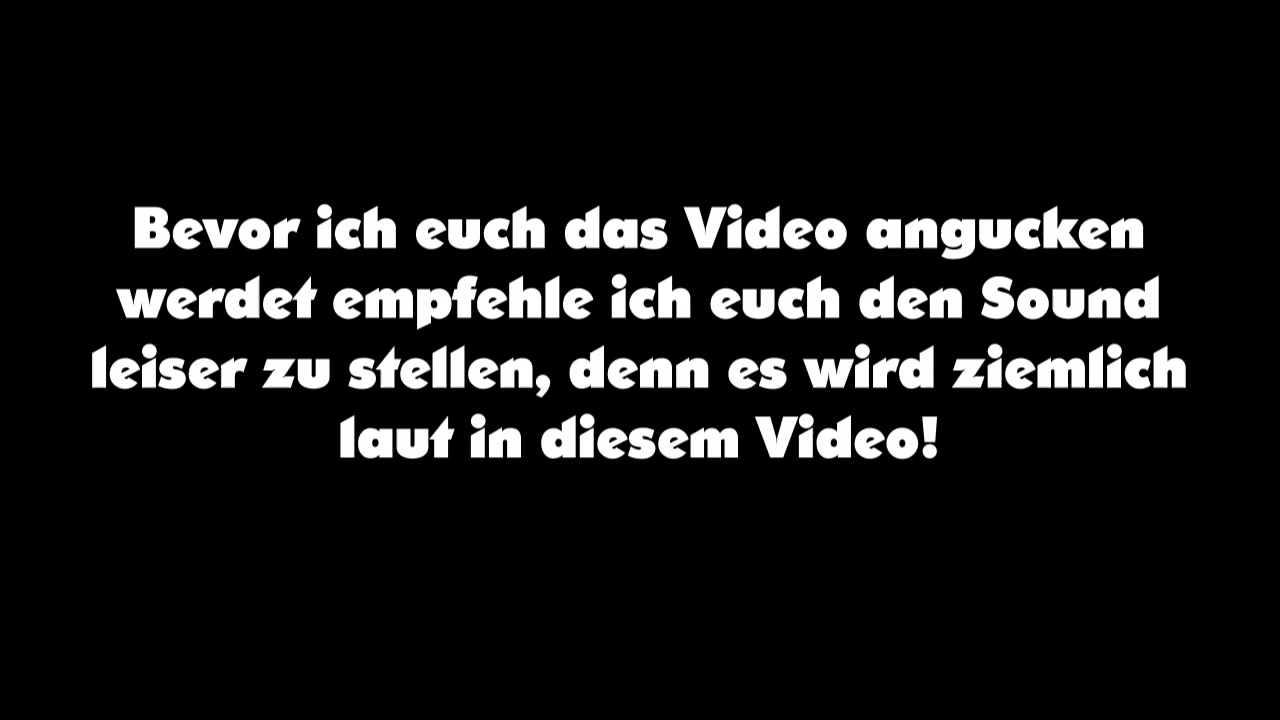 Bevor ich euch das Video angucken
werdet empfehle ich euch den Sound
leiser zu stellen, denn es wird ziemlich
laut in diesem Video!